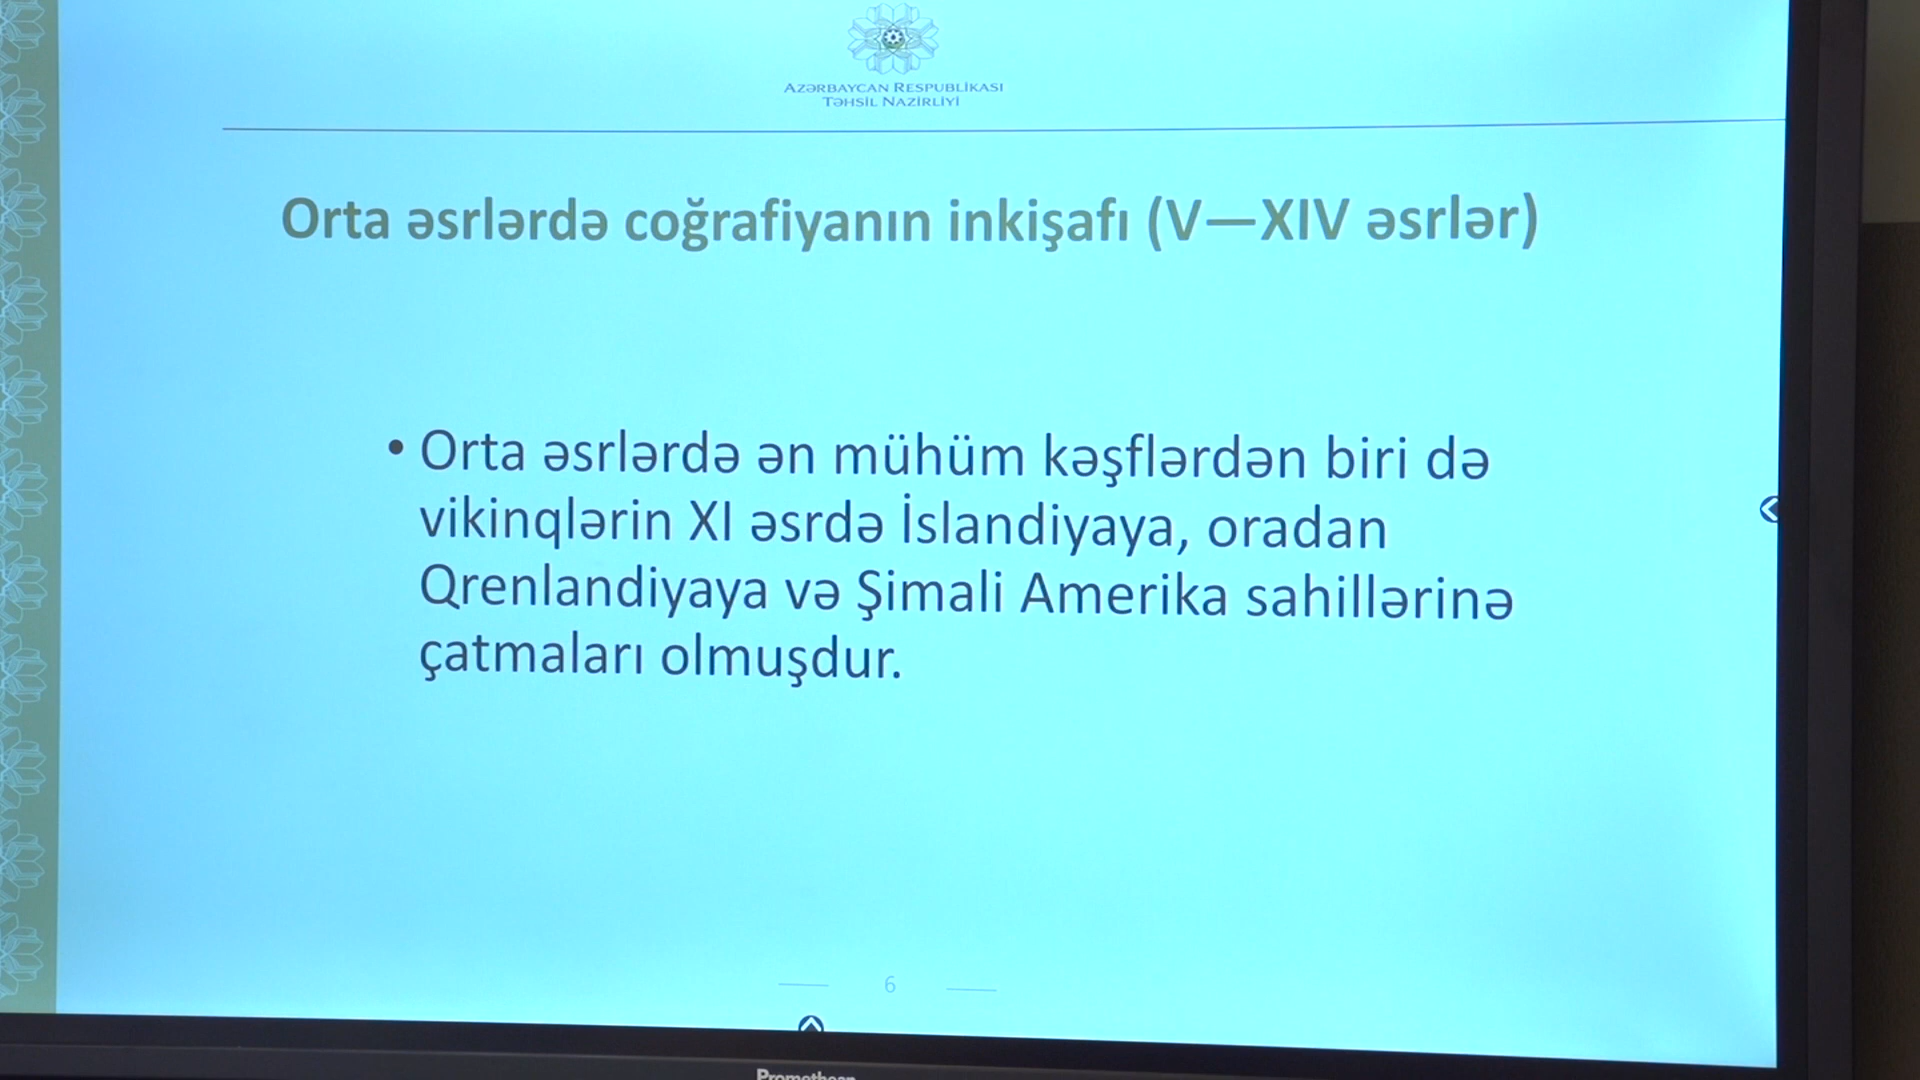 AZƏRBAYCAN RESPUBLİKASI
TƏHSİL NAZİRLİYİ
Orta əsrlərdə coğrafiyanın inkişafı (V—XIV əsrlər)
• Orta əsrlərdə ən mühüm kəşflərdən biri də
vikinqlərin XI əsrdə İslandiyaya, oradan
Qrenlandiyaya və Şimali Amerika sahillərinə
çatmaları olmuşdur.
6
Promethean